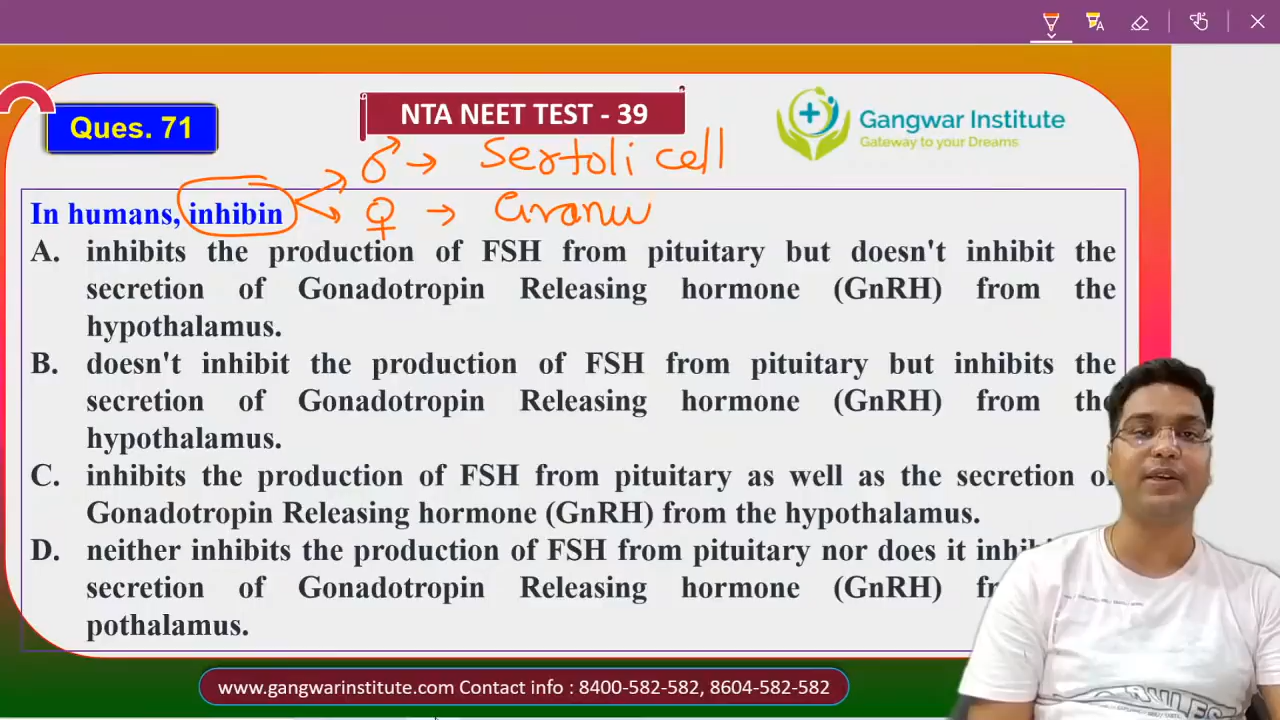 Ques. 71
NTA NEET TEST - 39
Gangwar Institute
Gateway to your Dreams
♂ → Sertoli cell
In humans, inhibin
♀ → Granu
A. inhibits the production of FSH from pituitary but doesn't inhibit the
secretion of Gonadotropin Releasing hormone (GnRH) from the
hypothalamus.
B. doesn't inhibit the production of FSH from pituitary but inhibits the
secretion of Gonadotropin Releasing hormone (GnRH) from the
hypothalamus.
C. inhibits the production of FSH from pituitary as well as the secretion of
Gonadotropin Releasing hormone (GnRH) from the hypothalamus.
D. neither inhibits the production of FSH from pituitary nor does it
secretion of Gonadotropin Releasing hormone (GnRH)
pothalamus.
www.gangwarinstitute.com Contact info : 8400-582-582, 8604-582-582